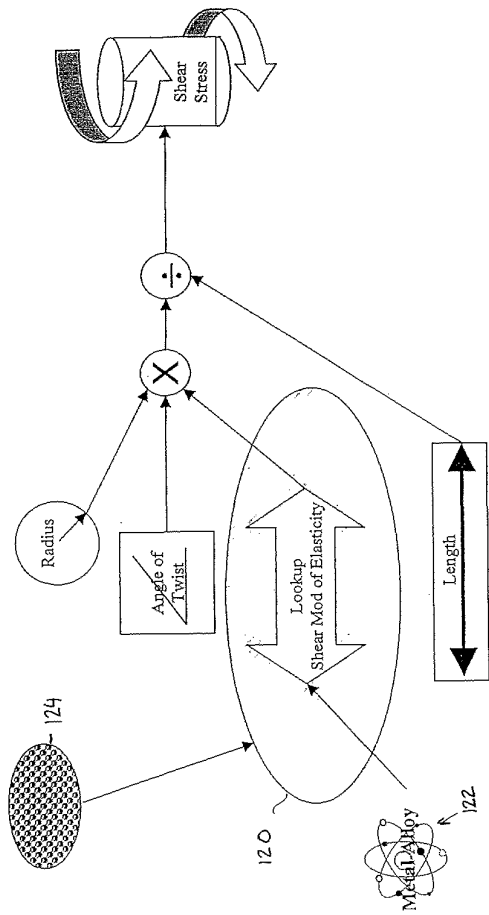 124
Radius
Angle of
Twist
X
÷
Shear
Stress
Lookup
Shear Mod of Elasticity
120
Length
Metal Alloy
122